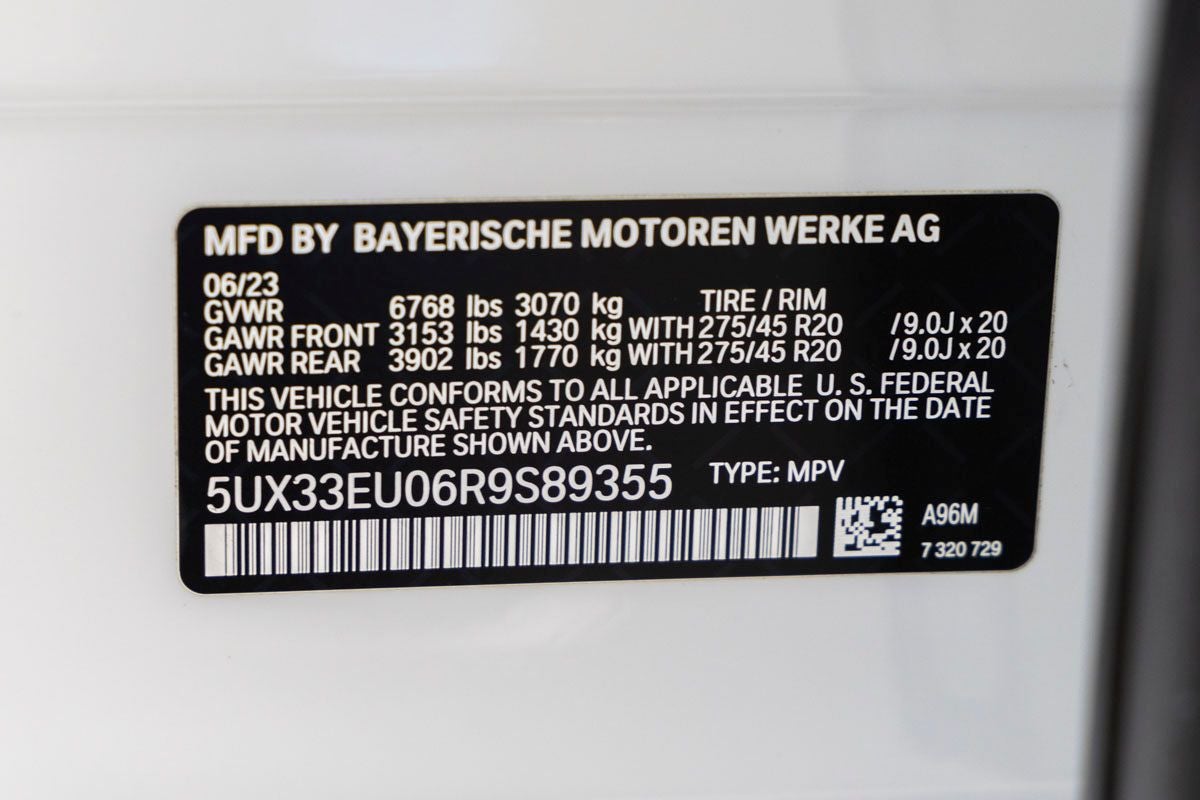 MFD BY BAYERISCHE MOTOREN WERKE AG
06/23
GVWR 6768 lbs 3070 kg TIRE / RIM
GAWR FRONT 3153 lbs 1430 kg WITH 275/45 R20 /9.0J x 20
GAWR REAR 3902 lbs 1770 kg WITH 275/45 R20 /9.0J x 20
THIS VEHICLE CONFORMS TO ALL APPLICABLE U. S. FEDERAL
MOTOR VEHICLE SAFETY STANDARDS IN EFFECT ON THE DATE
OF MANUFACTURE SHOWN ABOVE.
5UX33EU06R9S89355 TYPE: MPV
A96M
7 320 729